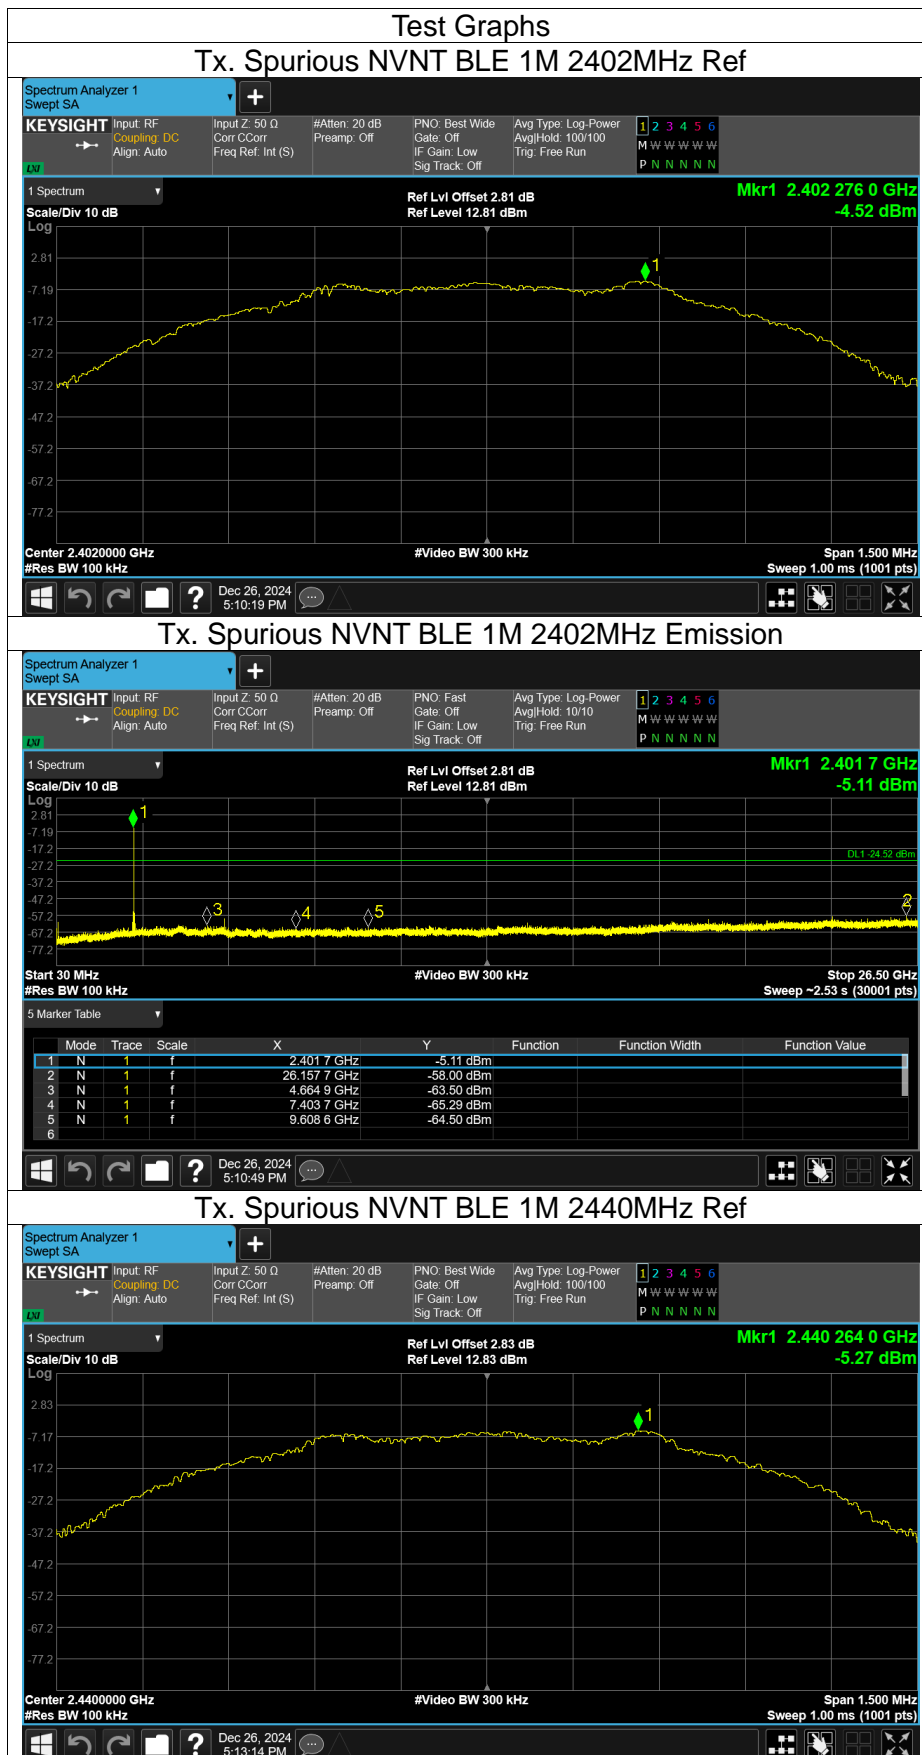 Test Graphs
Tx. Spurious NVNT BLE 1M 2402MHz Ref
Spectrum Analyzer 1
Swept SA
+
KEYSIGHT Input: RF Input Z: 50 Ω #Atten: 20 dB PNO: Best Wide Avg Type: Log-Power 1 2 3 4 5 6
Coupling: DC Corr CCorr Preamp: Off Gate: Off Avg|Hold: 100/100 M W W W W W
Align: Auto Freq Ref: Int (S) IF Gain: Low Trig: Free Run
LXI Sig Track: Off P N N N N N
1 Spectrum Ref Lvl Offset 2.81 dB Mkr1 2.402 276 0 GHz
Scale/Div 10 dB Ref Level 12.81 dBm -4.52 dBm
Log
1
2.81
-7.19
-17.2
-27.2
-37.2
-47.2
-57.2
-67.2
-77.2
Center 2.4020000 GHz #Video BW 300 kHz Span 1.500 MHz
#Res BW 100 kHz Sweep 1.00 ms (1001 pts)
? Dec 26, 2024
5:10:19 PM
Tx. Spurious NVNT BLE 1M 2402MHz Emission
Spectrum Analyzer 1
Swept SA
+
KEYSIGHT Input: RF Input Z: 50 Ω #Atten: 20 dB PNO: Fast Avg Type: Log-Power 1 2 3 4 5 6
Coupling: DC Corr CCorr Preamp: Off Gate: Off Avg|Hold: 10/10 M W W W W W
Align: Auto Freq Ref: Int (S) IF Gain: Low Trig: Free Run
LXI Sig Track: Off P N N N N N
1 Spectrum Ref Lvl Offset 2.81 dB Mkr1 2.401 7 GHz
Scale/Div 10 dB Ref Level 12.81 dBm -5.11 dBm
Log
2.81 1
-7.19
-17.2 DL1 -24.52 dBm
-27.2
-37.2
-47.2 2
-57.2 3 4 5
-67.2
-77.2
Start 30 MHz #Video BW 300 kHz Stop 26.50 GHz
#Res BW 100 kHz Sweep ~2.53 s (30001 pts)
5 Marker Table
Mode Trace Scale X Y Function Function Width Function Value
1 N 1 f 2.401 7 GHz -5.11 dBm
2 N 1 f 26.157 7 GHz -58.00 dBm
3 N 1 f 4.664 9 GHz -63.50 dBm
4 N 1 f 7.403 7 GHz -65.29 dBm
5 N 1 f 9.608 6 GHz -64.50 dBm
6
? Dec 26, 2024
5:10:49 PM
Tx. Spurious NVNT BLE 1M 2440MHz Ref
Spectrum Analyzer 1
Swept SA
+
KEYSIGHT Input: RF Input Z: 50 Ω #Atten: 20 dB PNO: Best Wide Avg Type: Log-Power 1 2 3 4 5 6
Coupling: DC Corr CCorr Preamp: Off Gate: Off Avg|Hold: 100/100 M W W W W W
Align: Auto Freq Ref: Int (S) IF Gain: Low Trig: Free Run
LXI Sig Track: Off P N N N N N
1 Spectrum Ref Lvl Offset 2.83 dB Mkr1 2.440 264 0 GHz
Scale/Div 10 dB Ref Level 12.83 dBm -5.27 dBm
Log
2.83
1
-7.17
-17.2
-27.2
-37.2
-47.2
-57.2
-67.2
-77.2
Center 2.4400000 GHz #Video BW 300 kHz Span 1.500 MHz
#Res BW 100 kHz Sweep 1.00 ms (1001 pts)
? Dec 26, 2024
5:13:14 PM